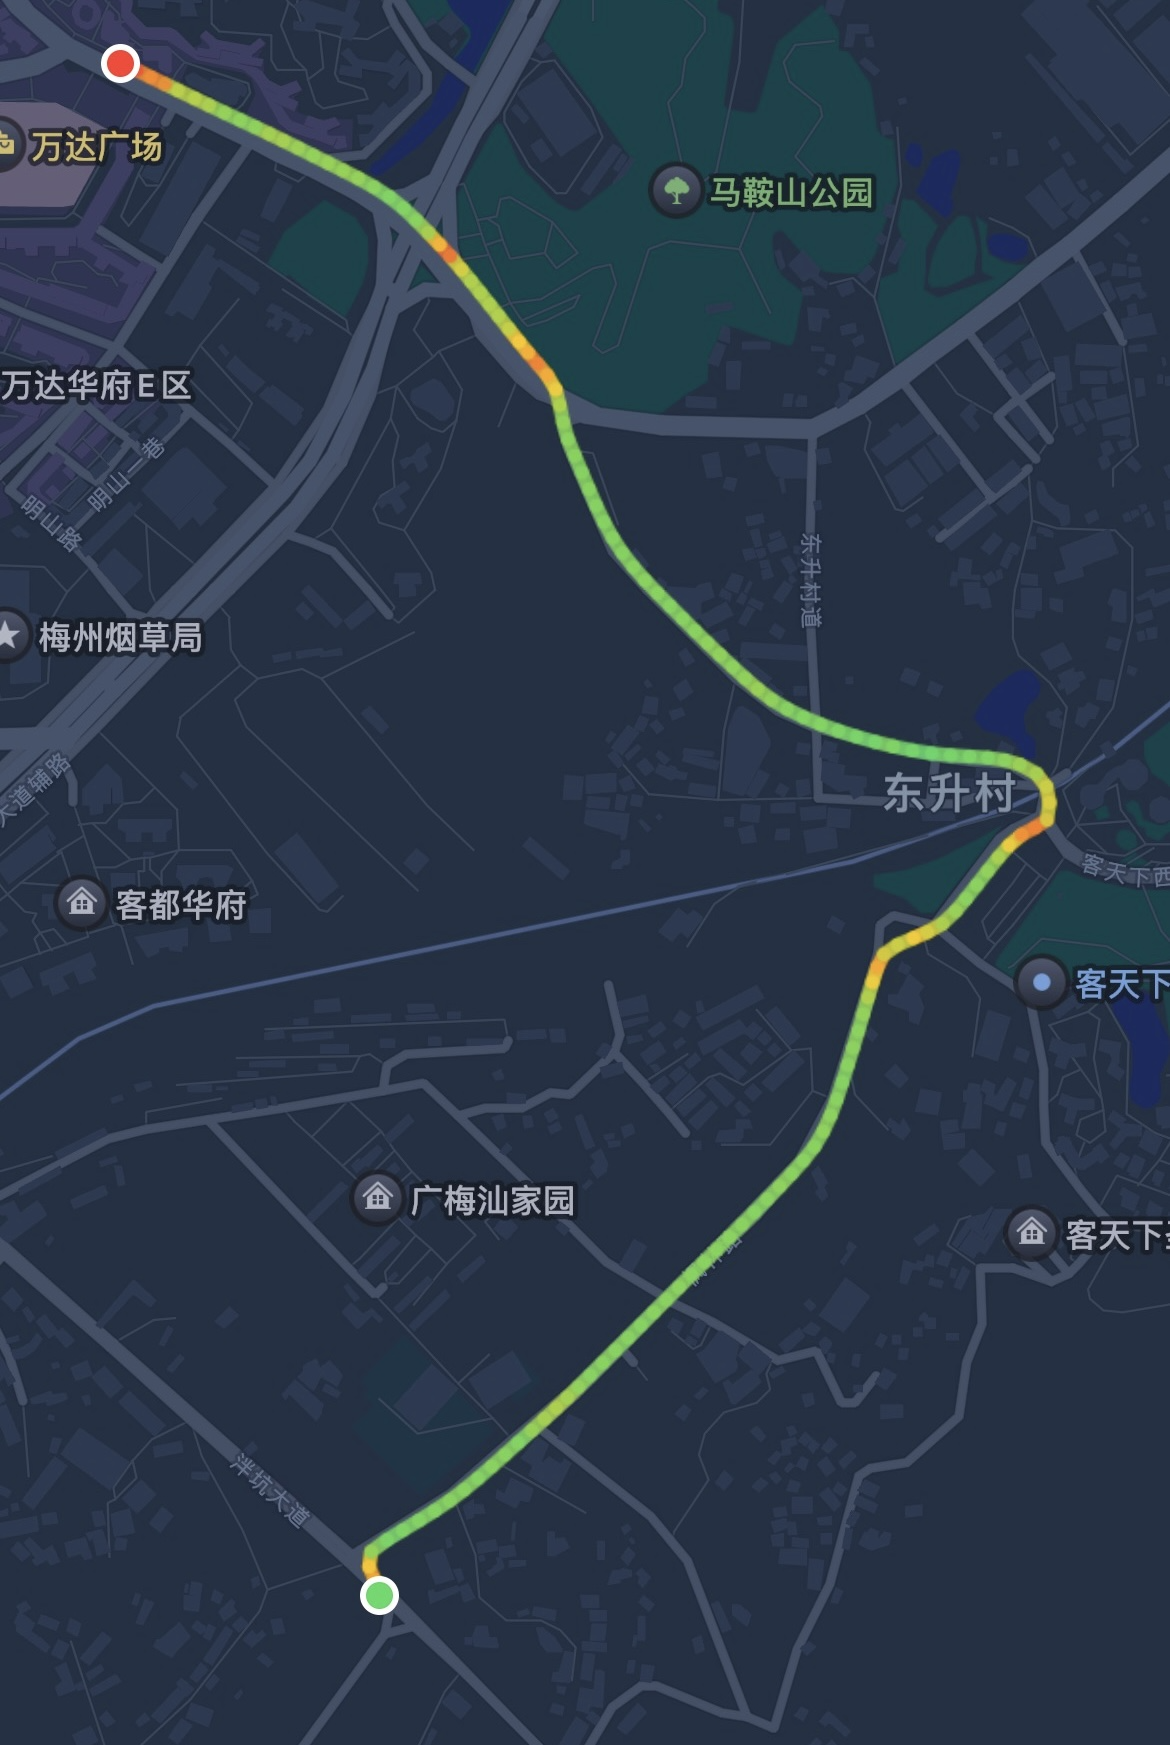 万达广场
马鞍山公园
万达华府E区
明山一巷
明山路
东升村道
梅州烟草局
天道辅路
东升村
客天下西
客都华府
客天下
广梅汕家园
客天下圣
泮坑大道